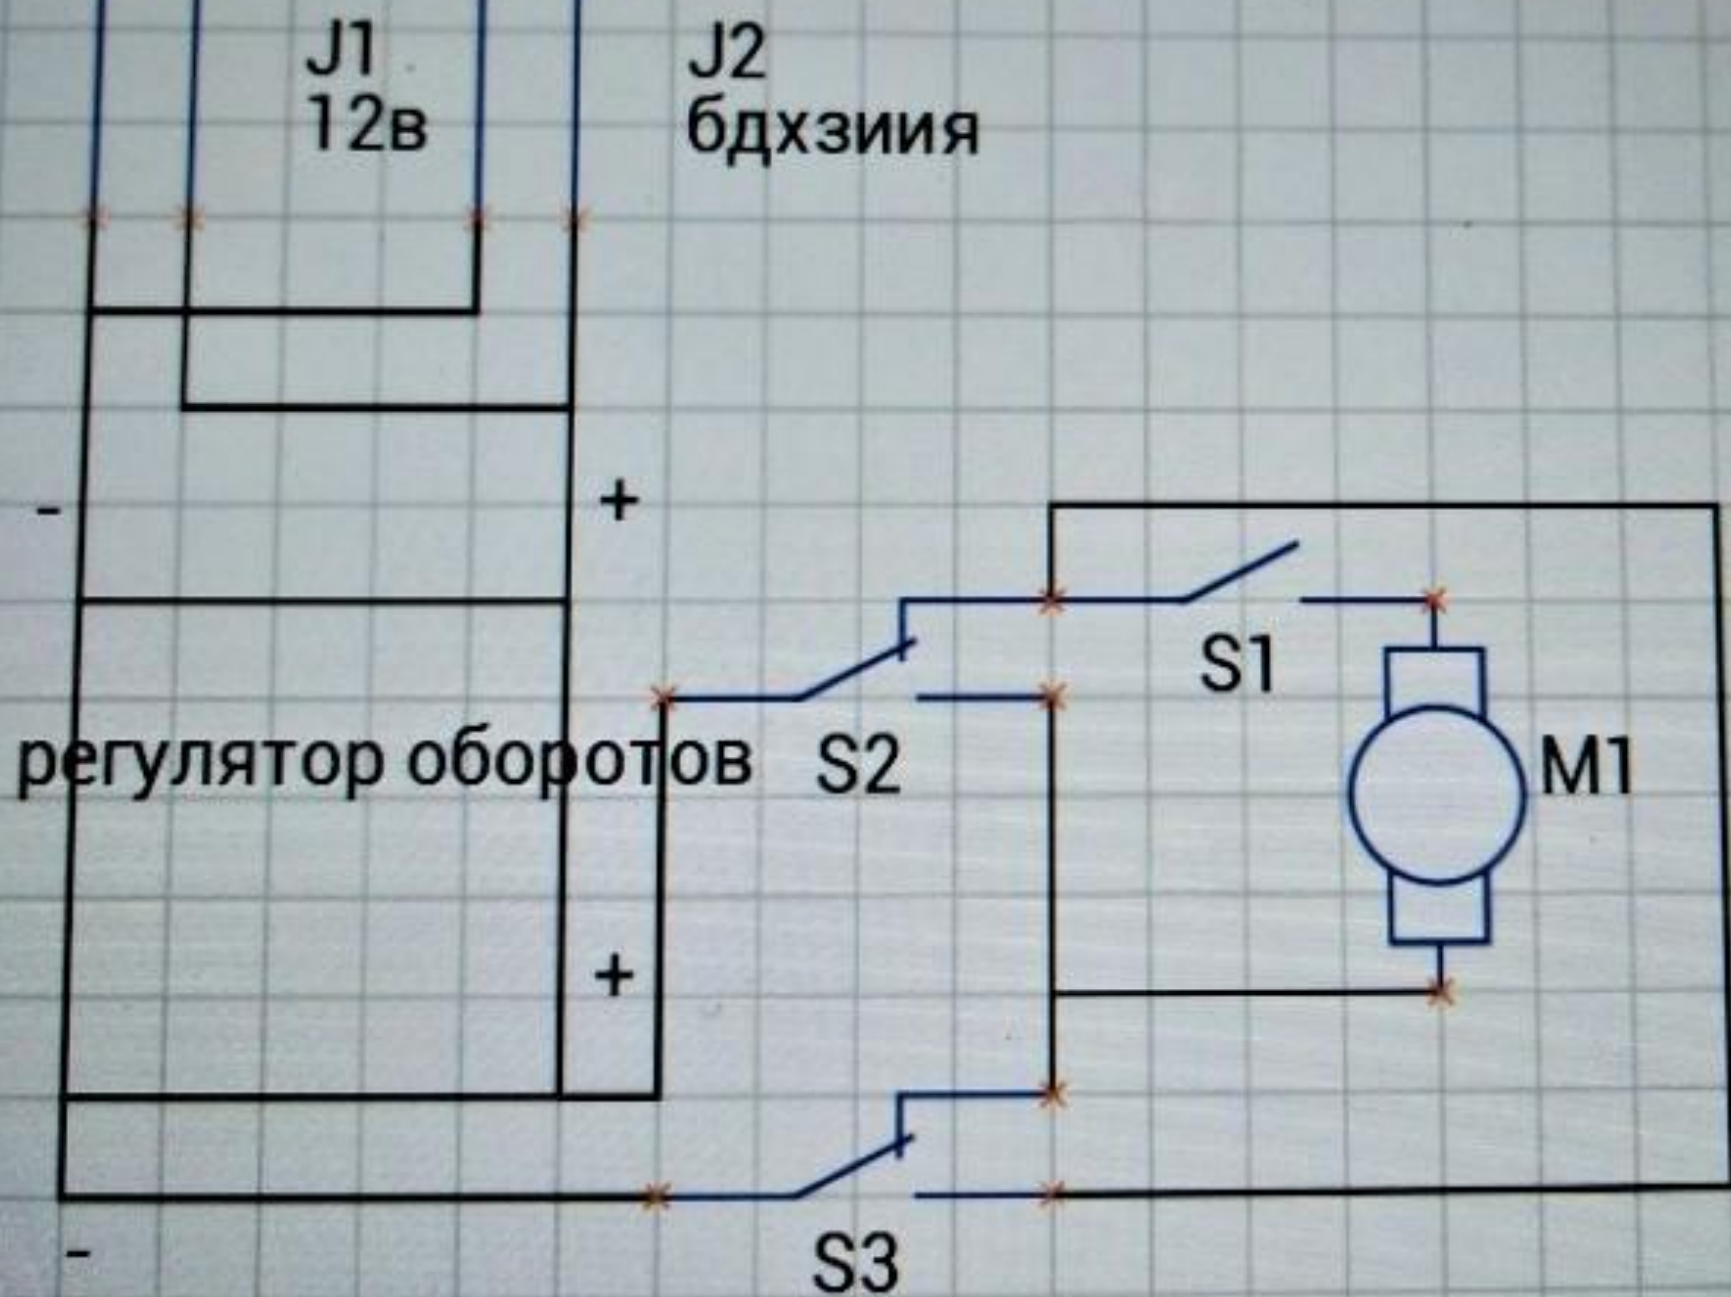 J1
12в
J2
бдхзиия
-
+
S1
регулятор оборотов
S2
M1
+
S3
-